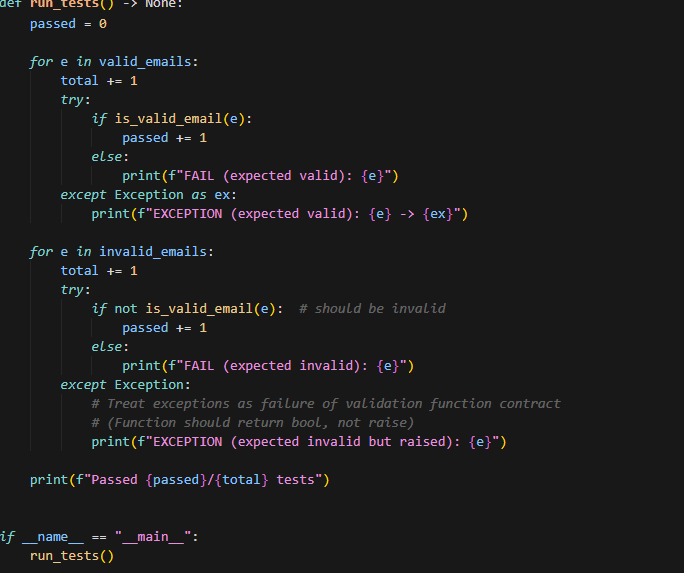 def run_tests() -> None:
    passed = 0

    for e in valid_emails:
        total += 1
        try:
            if is_valid_email(e):
                passed += 1
            else:
                print(f"FAIL (expected valid): {e}")
        except Exception as ex:
            print(f"EXCEPTION (expected valid): {e} -> {ex}")

    for e in invalid_emails:
        total += 1
        try:
            if not is_valid_email(e):  # should be invalid
                passed += 1
            else:
                print(f"FAIL (expected invalid): {e}")
        except Exception:
            # Treat exceptions as failure of validation function contract
            # (Function should return bool, not raise)
            print(f"EXCEPTION (expected invalid but raised): {e}")

    print(f"Passed {passed}/{total} tests")


if __name__ == "__main__":
    run_tests()